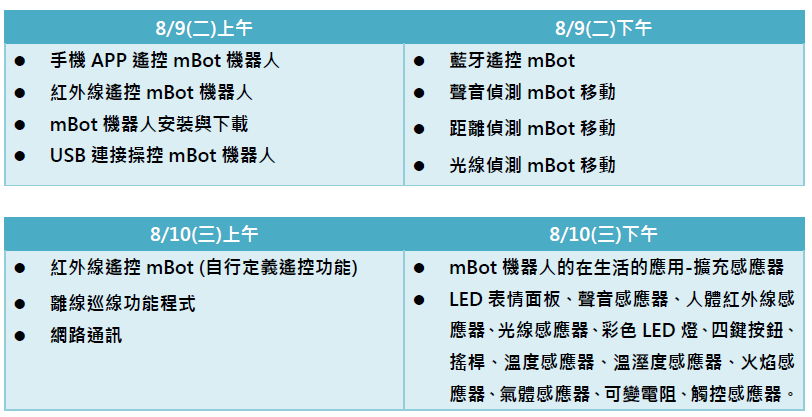 8/9(二)上午
手機 APP 遙控 mBot 機器人
紅外線遙控 mBot 機器人
mBot 機器人安裝與下載
USB 連接操控 mBot 機器人
8/9(二)下午
藍牙遙控 mBot
聲音偵測 mBot 移動
距離偵測 mBot 移動
光線偵測 mBot 移動
8/10(三)上午
紅外線遙控 mBot (自行定義遙控功能)
離線巡線功能程式
網路通訊
8/10(三)下午
mBot 機器人的在生活的應用-擴充感應器
LED 表情面板、聲音感應器、人體紅外線感
應器、光線感應器、彩色 LED 燈、四鍵按鈕、
搖桿、溫度感應器、溫溼度感應器、火焰感
應器、氣體感應器、可變電阻、觸控感應器。